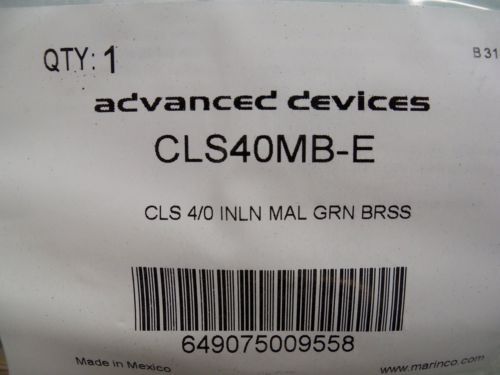 QTY: 1
B 31
advanced devices
CLS40MB-E
CLS 4/0 INLN MAL GRN BRSS
649075009558
Made in Mexico
www.marinco.com